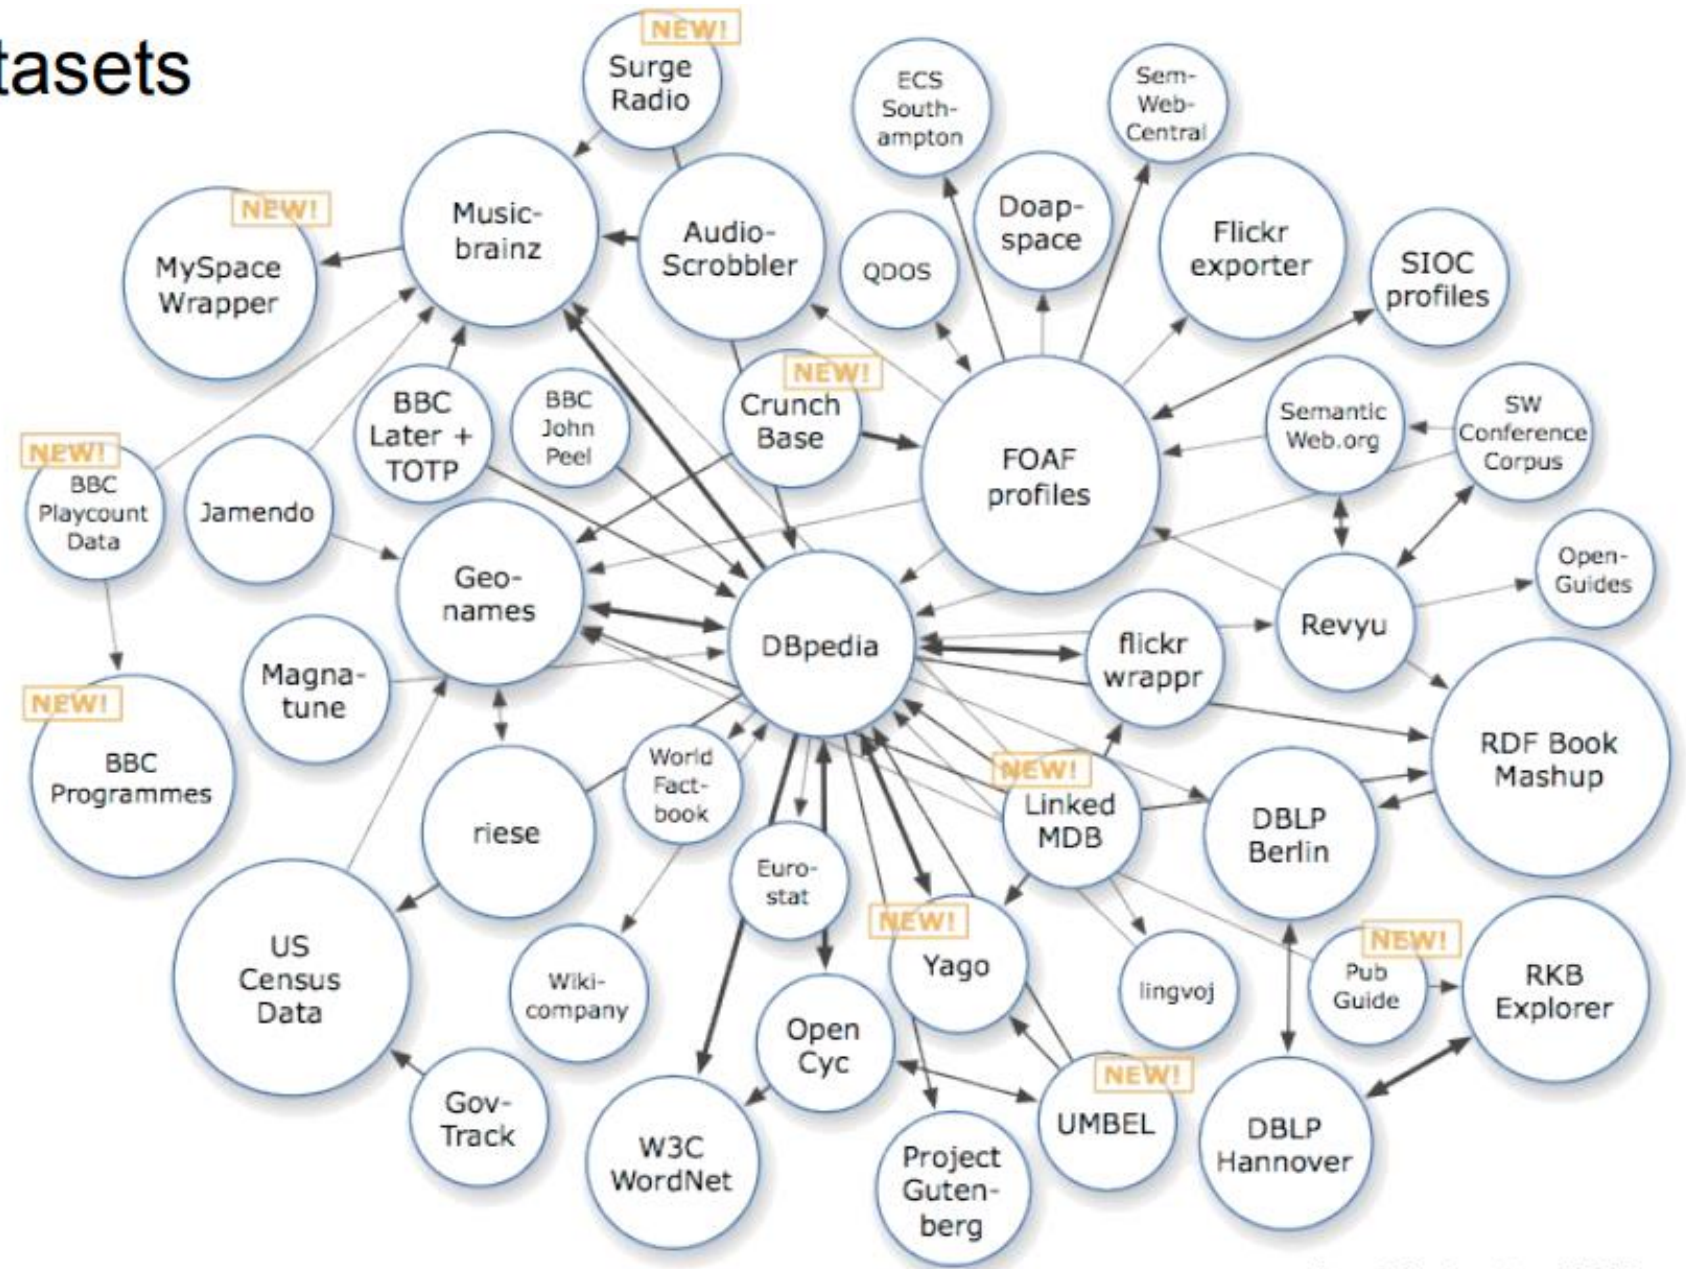 tasets
NEW!
Surge
Radio
ECS
South-
ampton
Sem-
Web-
Central
NEW!
MySpace
Wrapper
Music-
brainz
Audio-
Scrobbler
QDOS
Doap-
space
Flickr
exporter
SIOC
profiles
NEW!
BBC
Playcount
Data
Jamendo
BBC
Later +
TOTP
BBC
John
Peel
NEW!
Crunch
Base
FOAF
profiles
Semantic
Web.org
SW
Conference
Corpus
Geo-
names
DBpedia
flickr
wrappr
Revyu
Open-
Guides
Magna-
tune
NEW!
BBC
Programmes
riese
World
Fact-
book
Euro-
stat
NEW!
Linked
MDB
DBLP
Berlin
RDF Book
Mashup
US
Census
Data
Wiki-
company
Open
Cyc
NEW!
Yago
lingvoj
NEW!
Pub
Guide
RKB
Explorer
Gov-
Track
W3C
WordNet
Project
Guten-
berg
NEW!
UMBEL
DBLP
Hannover